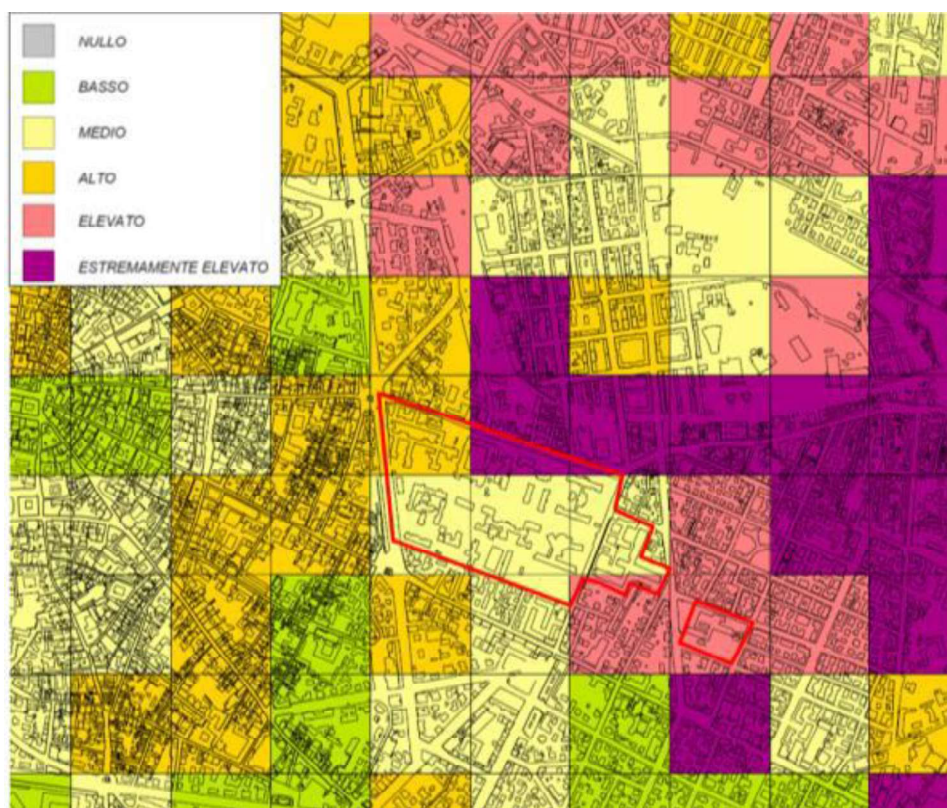 NULLO
BASSO
MEDIO
ALTO
ELEVATO
ESTREMAMENTE ELEVATO